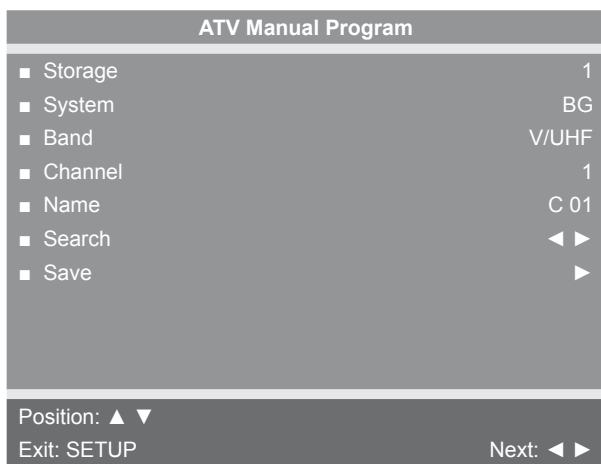 ATV Manual Program
■ Storage 1
■ System BG
■ Band V/UHF
■ Channel 1
■ Name C 01
■ Search ◄ ►
■ Save ►
Position: ▲ ▼
Exit: SETUP Next: ◄ ►